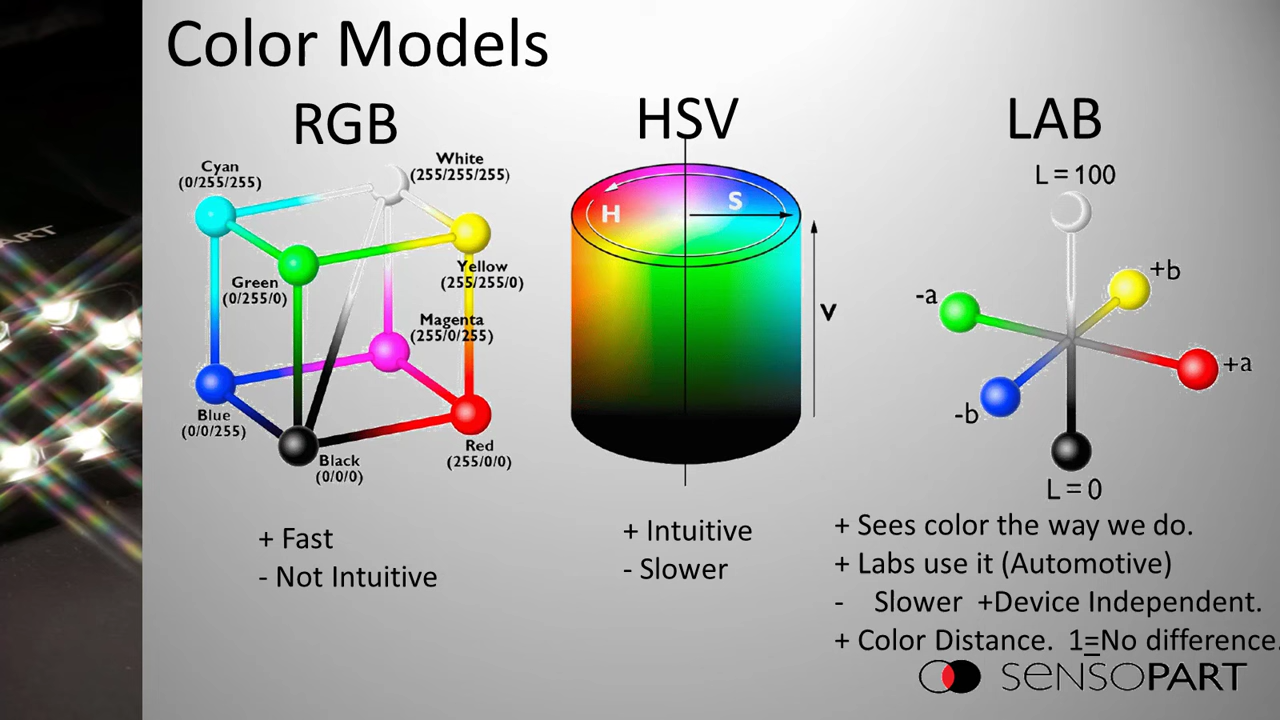 Color Models
RGB
HSV
LAB
Cyan
(0/255/255)
White
(255/255/255)
Green
(0/255/0)
Yellow
(255/255/0)
Magenta
(255/0/255)
Blue
(0/0/255)
Black
(0/0/0)
Red
(255/0/0)
H
S
V
L = 100
+b
-a
+a
-b
L = 0
+ Fast
- Not Intuitive
+ Intuitive
- Slower
+ Sees color the way we do.
+ Labs use it (Automotive)
- Slower +Device Independent.
+ Color Distance. 1=No difference.
SENSOPART
ART